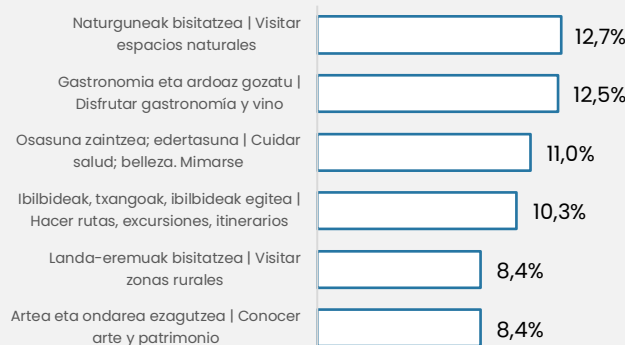 Naturguneak bisitatzea | Visitar
espacios naturales
12,7%
Gastronomia eta ardoaz gozatu |
Disfrutar gastronomía y vino
12,5%
Osasuna zaintzea; edertasuna | Cuidar
salud; belleza. Mimarse
11,0%
Ibilbideak, txangoak, ibilbideak egitea |
Hacer rutas, excursiones, itinerarios
10,3%
Landa-eremuak bisitatzea | Visitar
zonas rurales
8,4%
Artea eta ondarea ezagutzea | Conocer
arte y patrimonio
8,4%